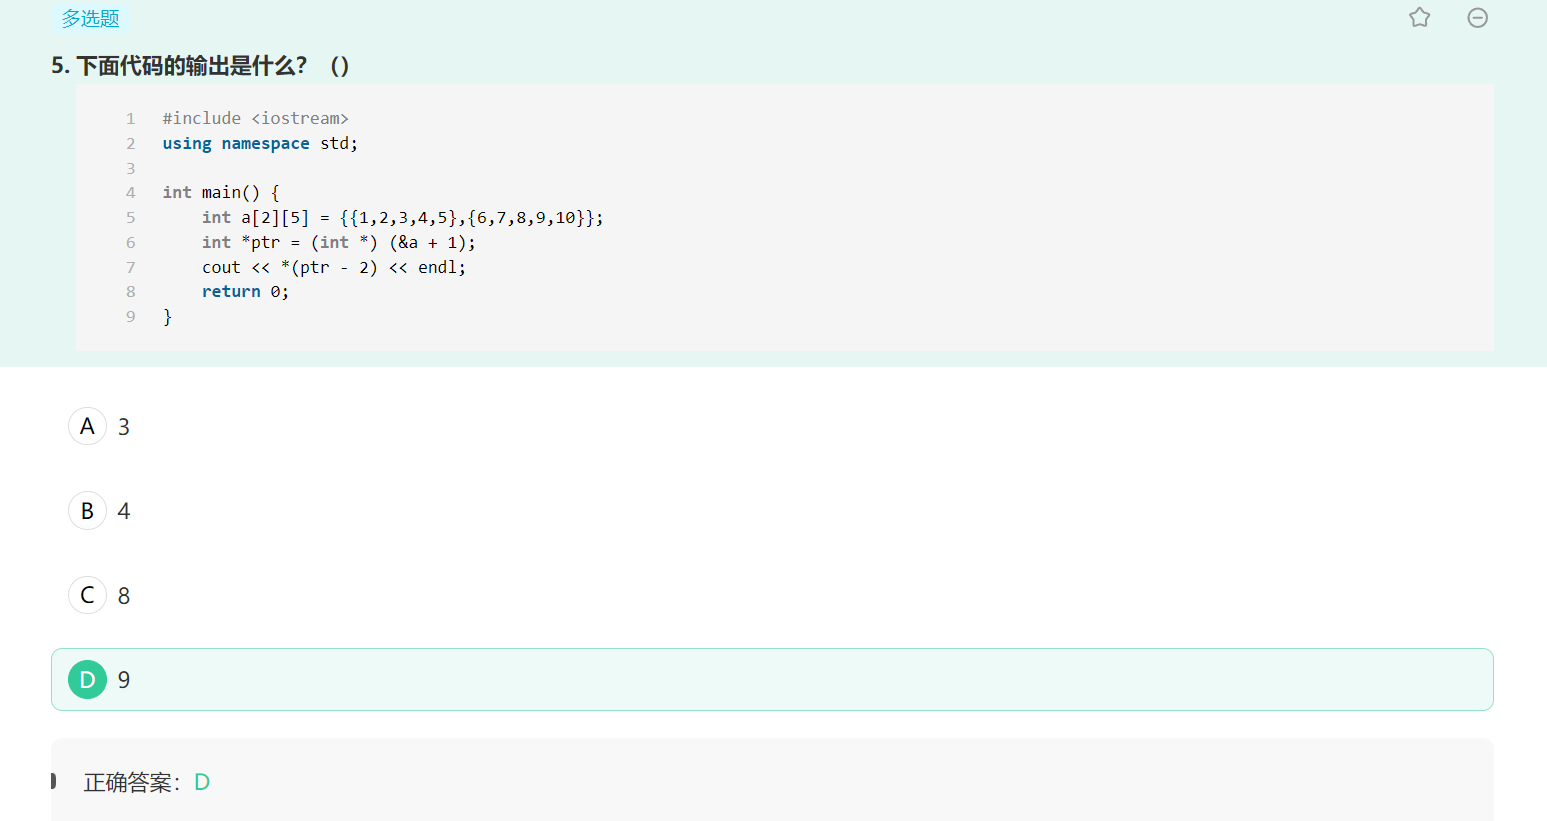 多选题
5. 下面代码的输出是什么？ ()
1 #include <iostream>
2 using namespace std;
3
4 int main() {
5     int a[2][5] = {{1,2,3,4,5},{6,7,8,9,10}};
6     int *ptr = (int *) (&a + 1);
7     cout << *(ptr - 2) << endl;
8     return 0;
9 }
A 3
B 4
C 8
D 9
正确答案：D